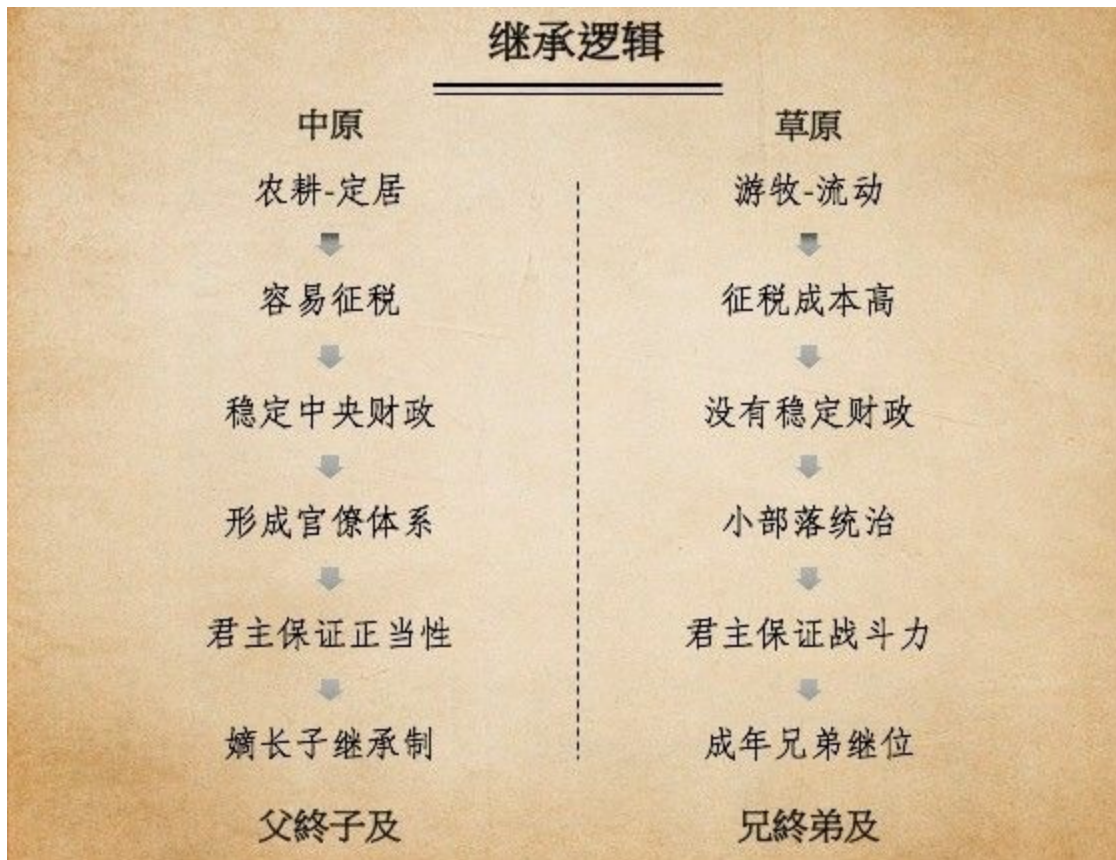 继承逻辑
中原
农耕-定居
容易征税
稳定中央财政
形成官僚体系
君主保证正当性
嫡长子继承制
父終子及
草原
游牧-流动
征税成本高
没有稳定财政
小部落统治
君主保证战斗力
成年兄弟继位
兄終弟及